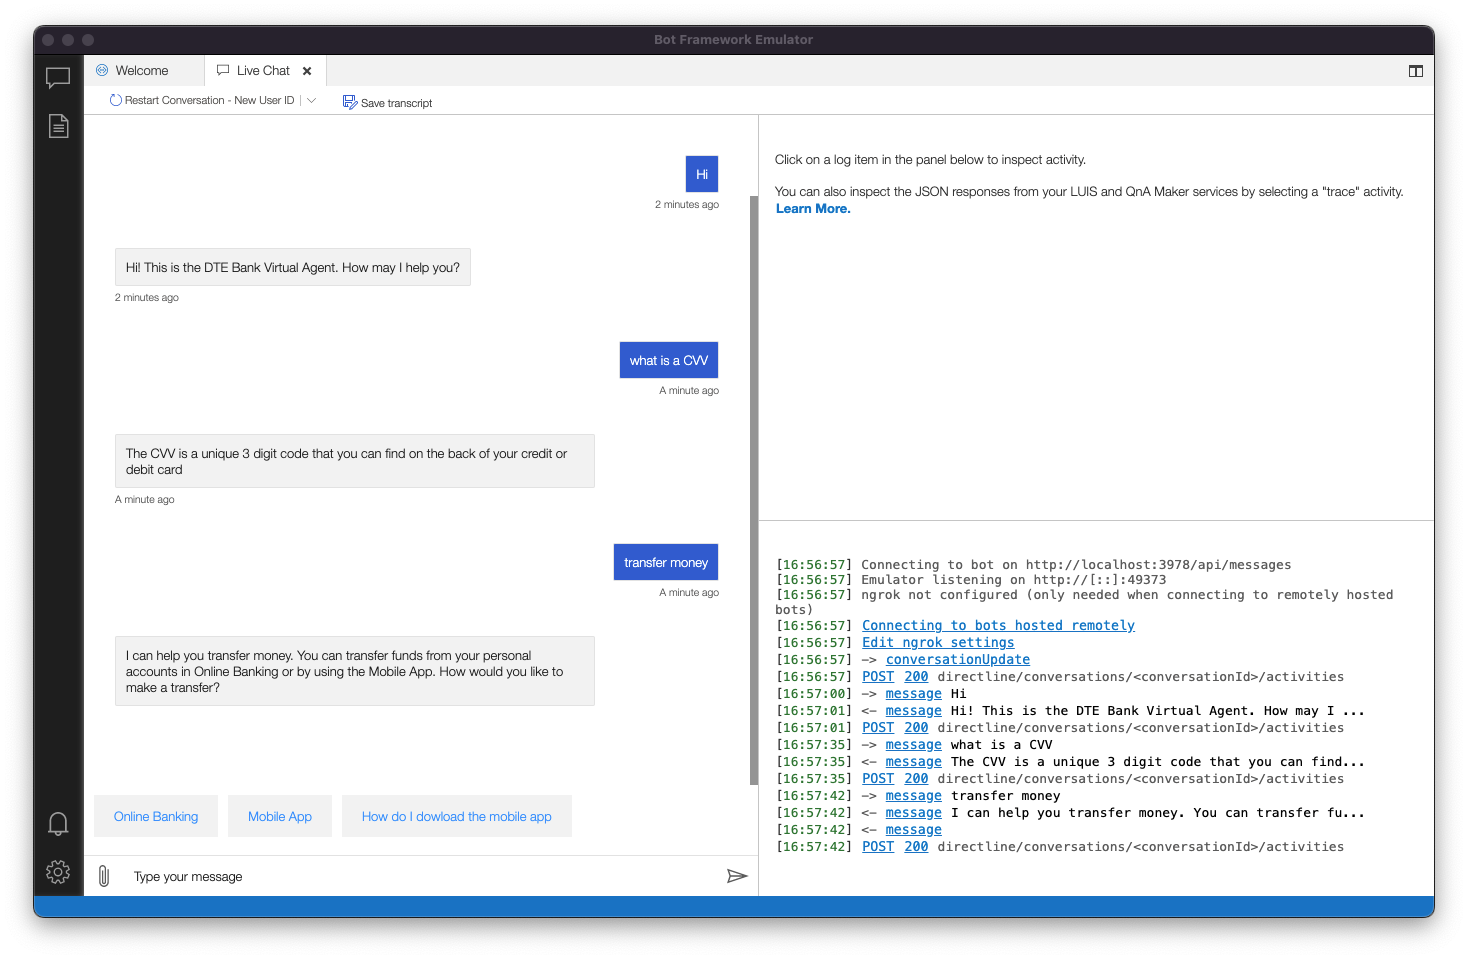 Bot Framework Emulator
Welcome
Live Chat
Restart Conversation - New User ID
Save transcript
Hi
2 minutes ago
Hi! This is the DTE Bank Virtual Agent. How may I help you?
2 minutes ago
what is a CVV
A minute ago
The CVV is a unique 3 digit code that you can find on the back of your credit or
debit card
A minute ago
transfer money
A minute ago
I can help you transfer money. You can transfer funds from your personal
accounts in Online Banking or by using the Mobile App. How would you like to
make a transfer?
Online Banking
Mobile App
How do I dowload the mobile app
Type your message
Click on a log item in the panel below to inspect activity.
You can also inspect the JSON responses from your LUIS and QnA Maker services by selecting a "trace" activity.
Learn More.
[16:56:57] Connecting to bot on http://localhost:3978/api/messages
[16:56:57] Emulator listening on http://[::]:49373
[16:56:57] ngrok not configured (only needed when connecting to remotely hosted
bots)
[16:56:57] Connecting to bots hosted remotely
[16:56:57] Edit ngrok settings
[16:56:57] -> conversationUpdate
[16:56:57] POST 200 directline/conversations/<conversationId>/activities
[16:57:00] -> message Hi
[16:57:01] <- message Hi! This is the DTE Bank Virtual Agent. How may I ...
[16:57:01] POST 200 directline/conversations/<conversationId>/activities
[16:57:35] -> message what is a CVV
[16:57:35] <- message The CVV is a unique 3 digit code that you can find...
[16:57:35] POST 200 directline/conversations/<conversationId>/activities
[16:57:42] -> message transfer money
[16:57:42] <- message I can help you transfer money. You can transfer fu...
[16:57:42] <- message
[16:57:42] POST 200 directline/conversations/<conversationId>/activities